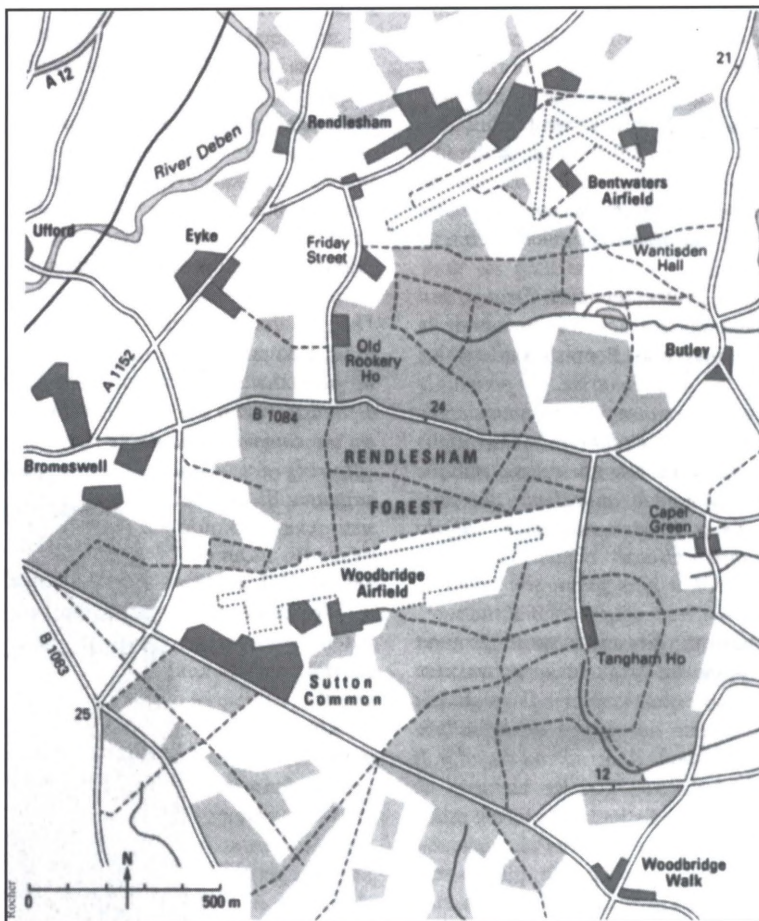 A 12
21
River Deben
Rendlesham
Bentwaters
Airfield
Ufford
Eyke
Friday
Street
Wantisden
Hall
A 1152
Old
Rookery
Ho
Butley
B 1084
24
Bromeswell
RENDLESHAM
FOREST
Capel
Green
Woodbridge
Airfield
B 1083
Tangham Ho
Sutton
Common
25
12
N
0
500 m
Woodbridge
Walk
Rocher